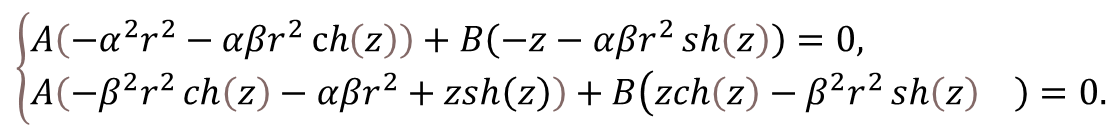 A(−α²r² − αβr² ch(z)) + B(−z − αβr² sh(z)) = 0,
A(−β²r² ch(z) − αβr² + zsh(z)) + B(zch(z) − β²r² sh(z) ) = 0.